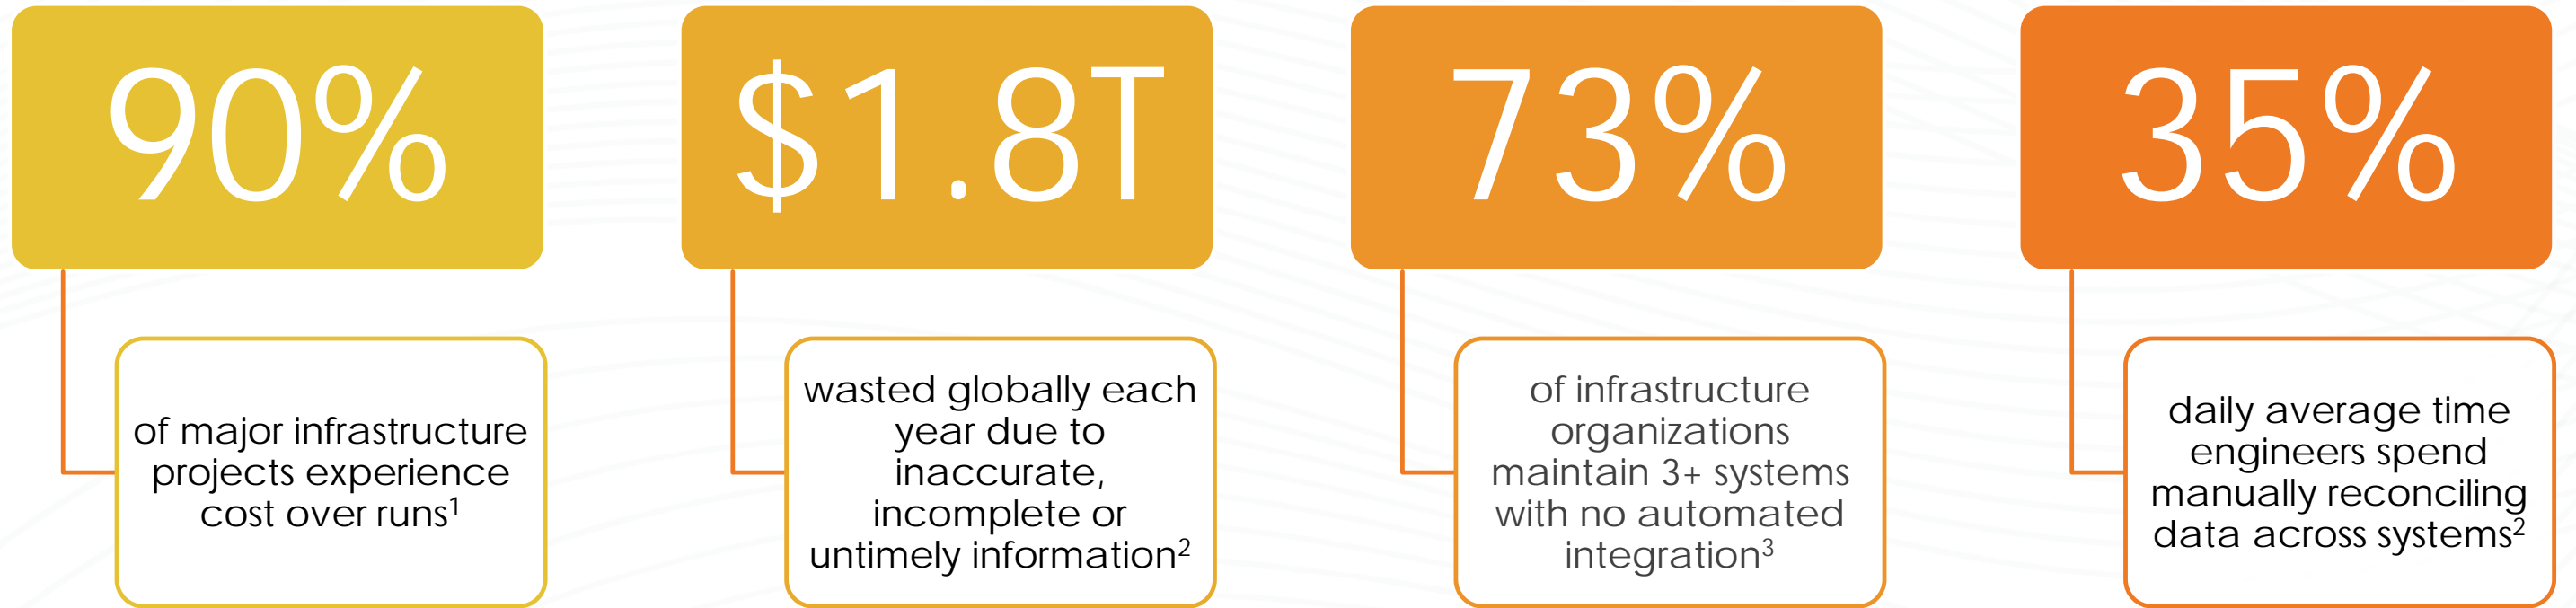 90%
of major infrastructure
projects experience
cost over runs¹
$1.8T
wasted globally each
year due to
inaccurate,
incomplete or
untimely information²
73%
of infrastructure
organizations
maintain 3+ systems
with no automated
integration³
35%
daily average time
engineers spend
manually reconciling
data across systems²